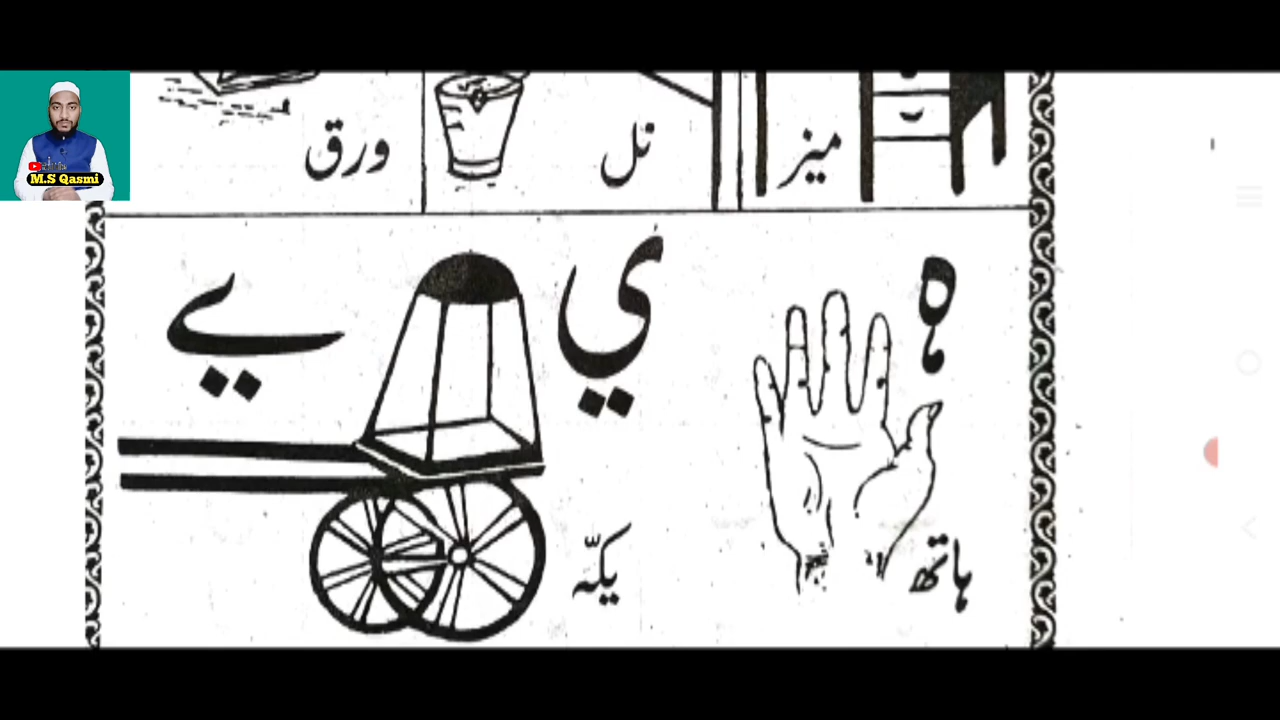 میز
نل
ورق
ہ
ي
ے
ہاتھ
یکّہ
M.S Qasmi